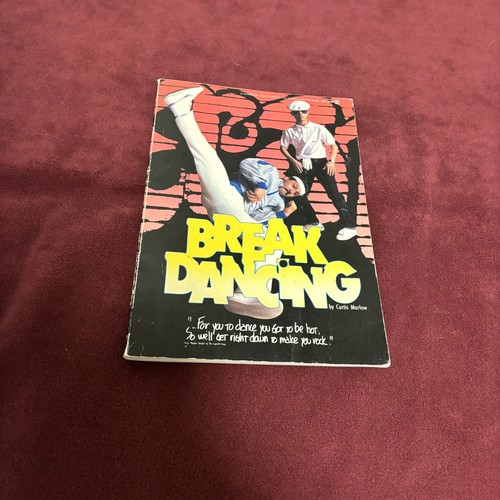 BREAK
DANCING
by Curtis Marlow
"For you to dance you got to be hot,
So we'll get right down to make you rock."